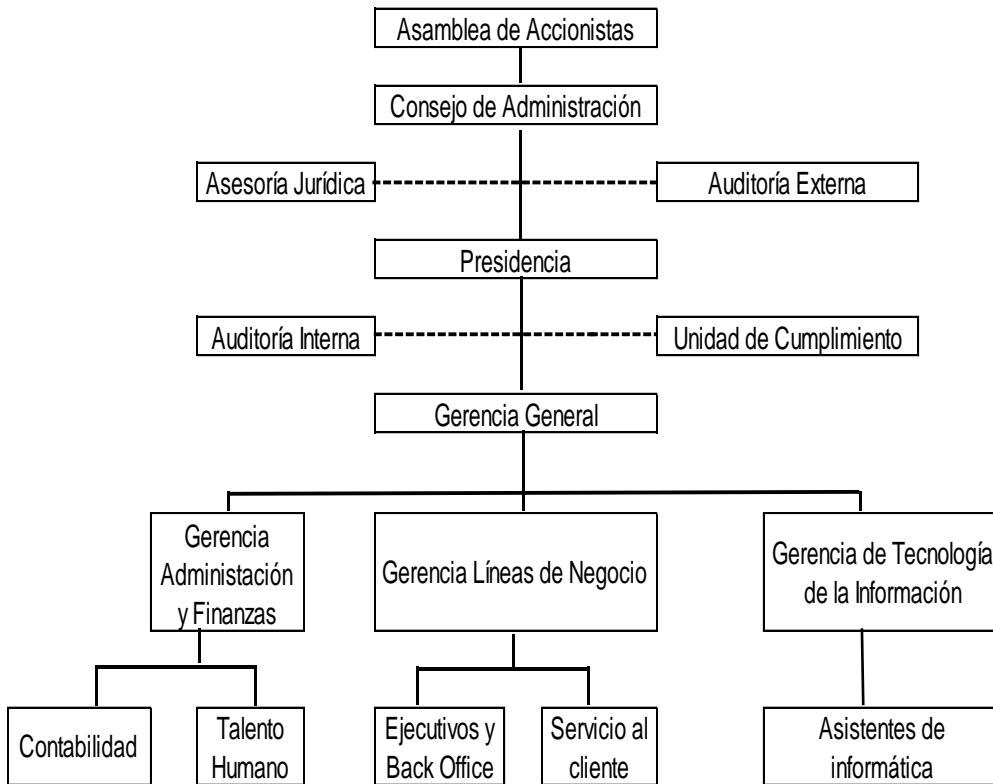 Asamblea de Accionistas
Consejo de Administración
Asesoría Jurídica
Auditoría Externa
Presidencia
Auditoría Interna
Unidad de Cumplimiento
Gerencia General
Gerencia
Administación
y Finanzas
Gerencia Líneas de Negocio
Gerencia de Tecnología
de la Información
Contabilidad
Talento
Humano
Ejecutivos y
Back Office
Servicio al
cliente
Asistentes de
informática